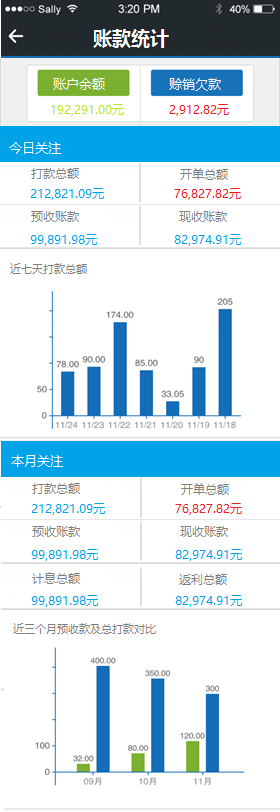 Sally 3:20 PM 40%
账款统计
账户余额 赊销欠款
192,291.00元 2,912.82元
今日关注
打款总额 开单总额
212,821.09元 76,827.82元
预收账款 现收账款
99,891.98元 82,974.91元
近七天打款总额
205
174.00
78.00 90.00 85.00 90
50
33.05
0
11/24 11/23 11/22 11/21 11/20 11/19 11/18
本月关注
打款总额 开单总额
212,821.09元 76,827.82元
预收账款 现收账款
99,891.98元 82,974.91元
计息总额 返利总额
99,891.98元 82,974.91元
近三个月预收款及总打款对比
400.00
350.00
300
120.00
100
80.00
32.00
0
09月 10月 11月